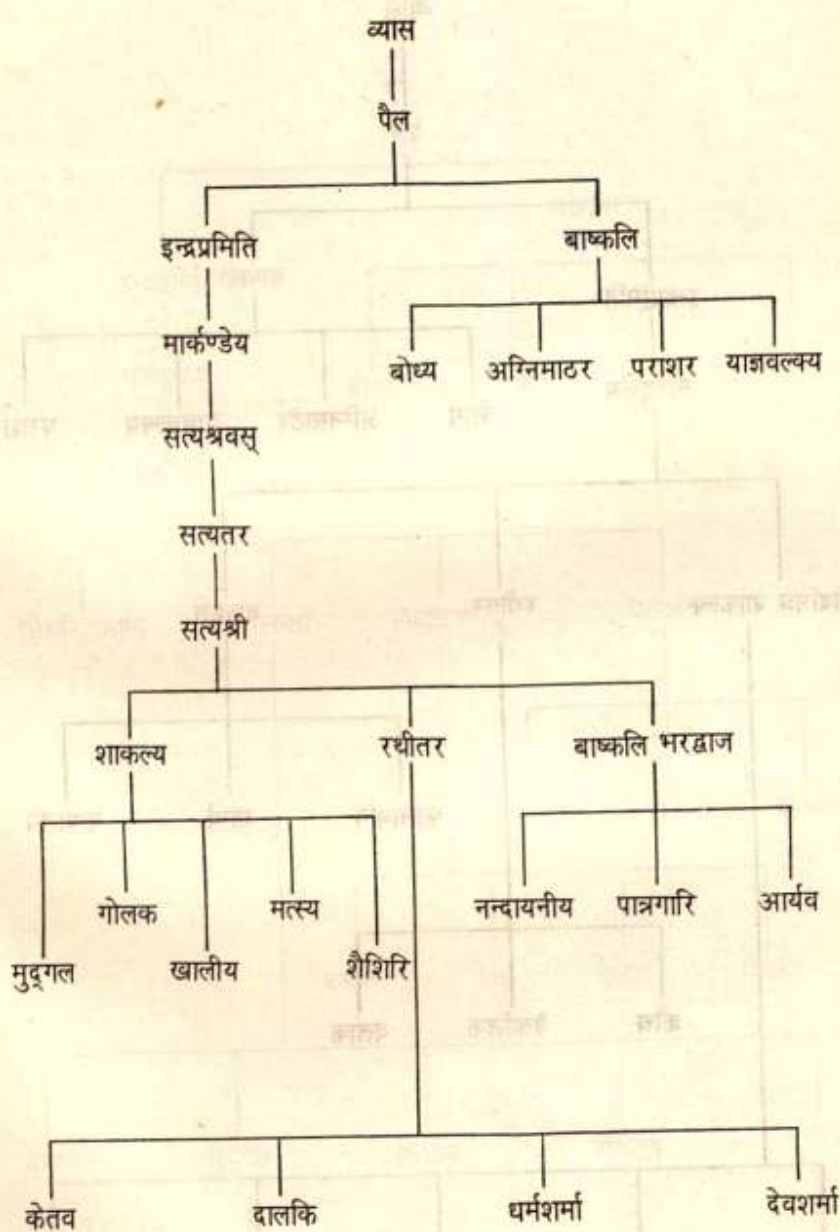 व्यास
पैल
इन्द्रप्रमिति बाष्कलि
मार्कण्डेय
बोध्य अग्निमाठर पराशर याज्ञवल्क्य
सत्यश्रवस्
सत्यतर
सत्यश्री
शाकल्य रथीतर बाष्कलि भरद्वाज
गोलक मत्स्य नन्दायनीय पान्नगारि आर्यव
मुद्गल खालीय शैशिरि
केतव दालकि धर्मशर्मा देवशर्मा